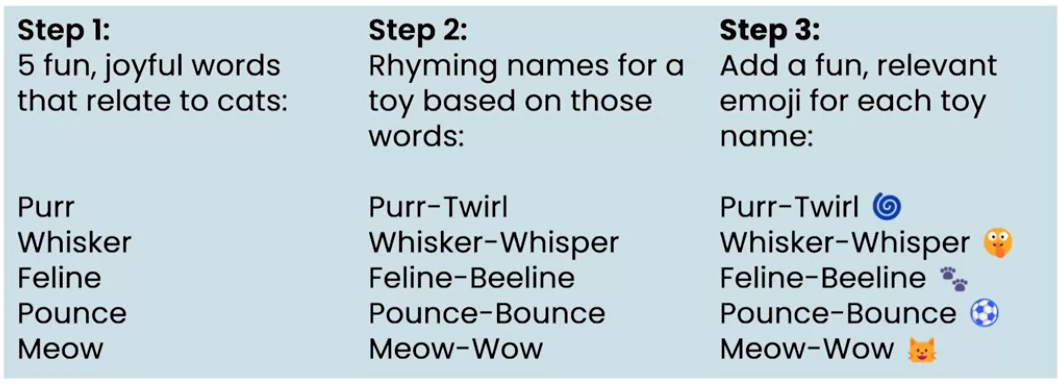 Step 1:
5 fun, joyful words
that relate to cats:
Purr
Whisker
Feline
Pounce
Meow
Step 2:
Rhyming names for a
toy based on those
words:
Purr-Twirl
Whisker-Whisper
Feline-Beeline
Pounce-Bounce
Meow-Wow
Step 3:
Add a fun, relevant
emoji for each toy
name:
Purr-Twirl 🌀
Whisker-Whisper 🤫
Feline-Beeline 🐾
Pounce-Bounce ⚽
Meow-Wow 😺